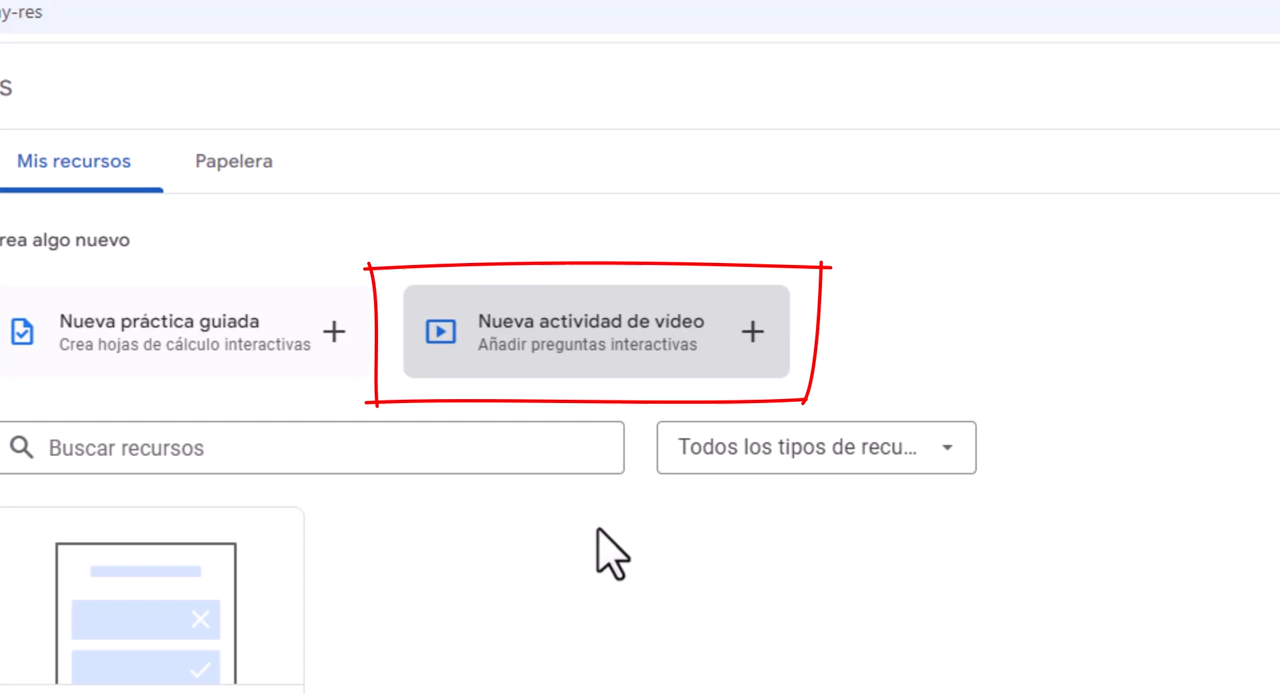 y-res
s
Mis recursos
Papelera
rea algo nuevo
Nueva práctica guiada
Crea hojas de cálculo interactivas
Nueva actividad de vídeo
Añadir preguntas interactivas
Buscar recursos
Todos los tipos de recu...